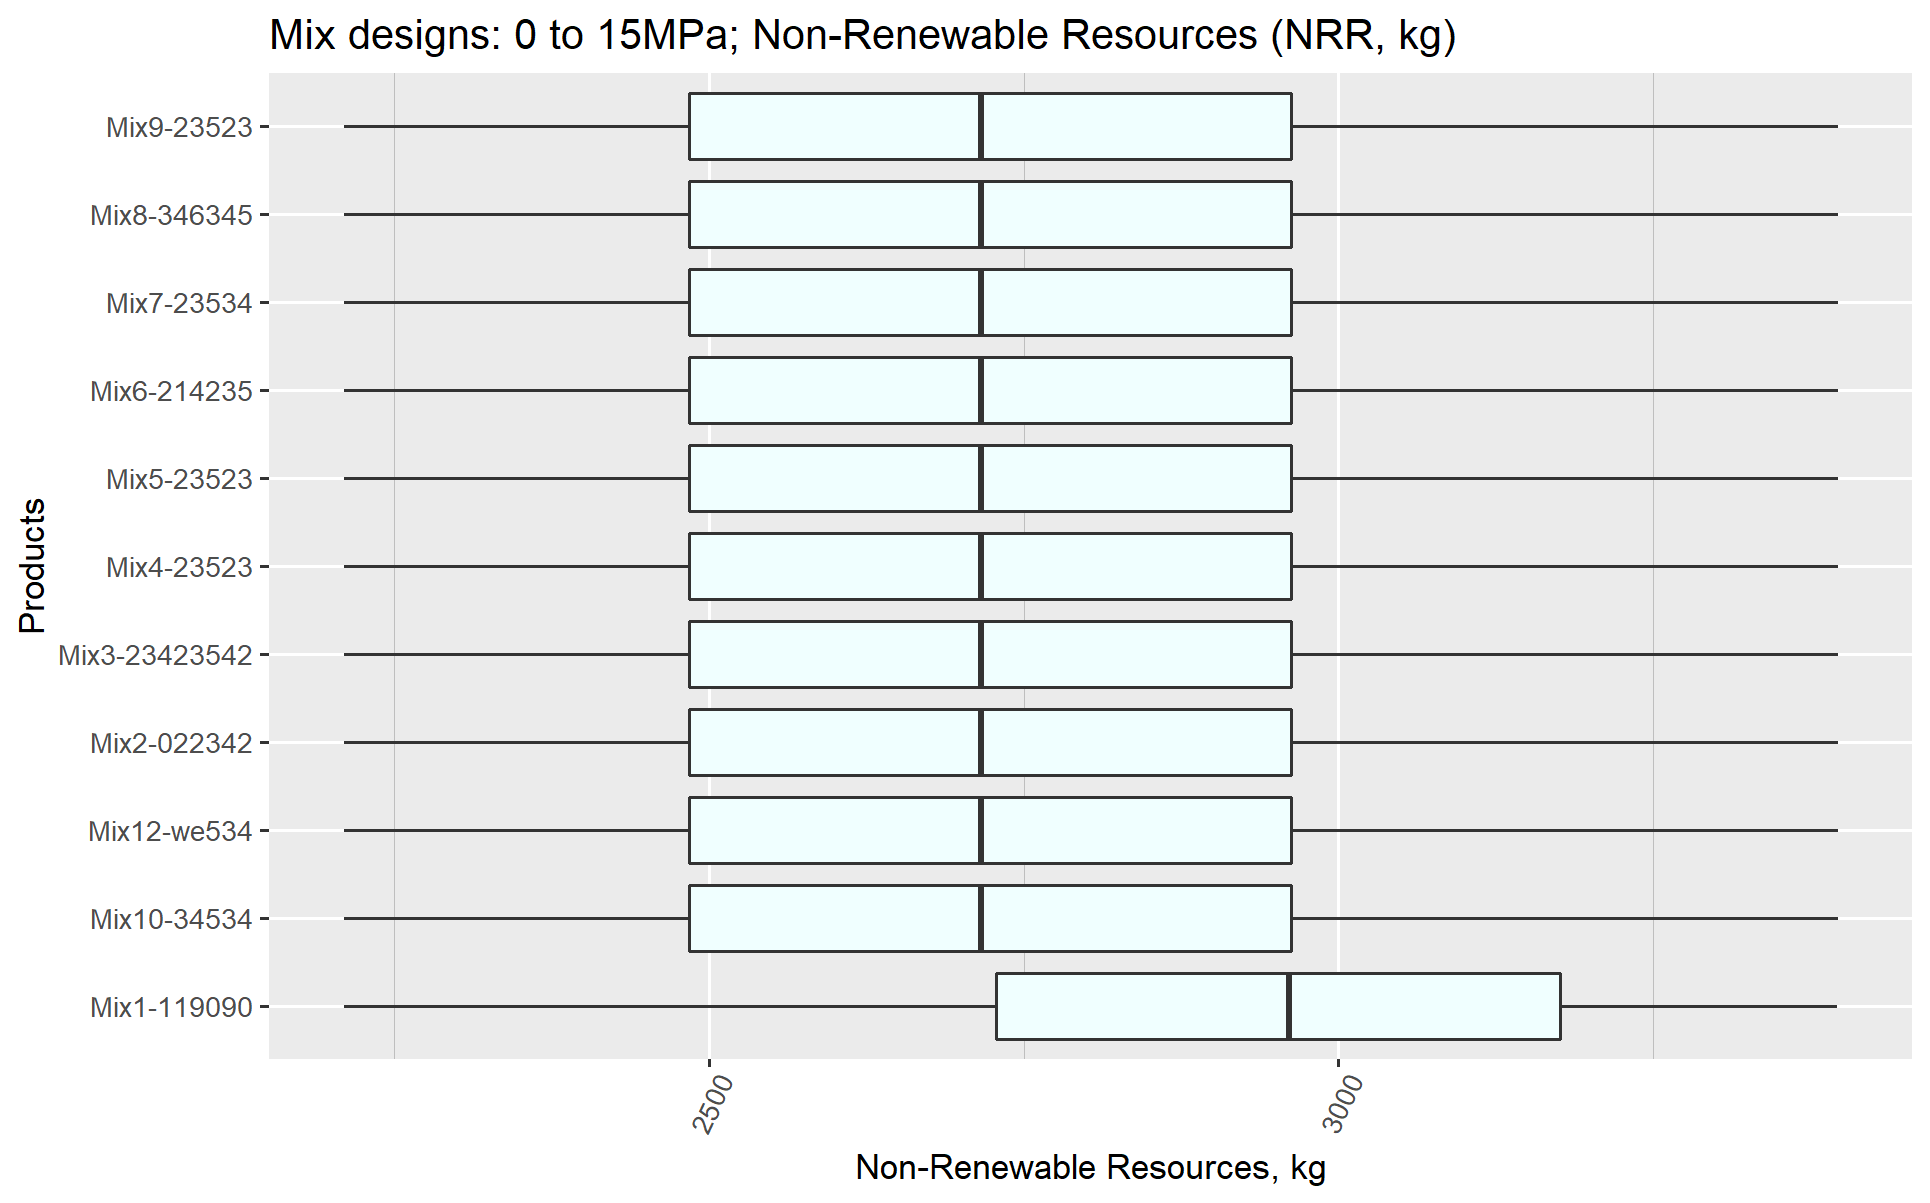 Mix designs: 0 to 15MPa; Non-Renewable Resources (NRR, kg)
Products
Mix9-23523
Mix8-346345
Mix7-23534
Mix6-214235
Mix5-23523
Mix4-23523
Mix3-23423542
Mix2-022342
Mix12-we534
Mix10-34534
Mix1-119090
2500
3000
Non-Renewable Resources, kg